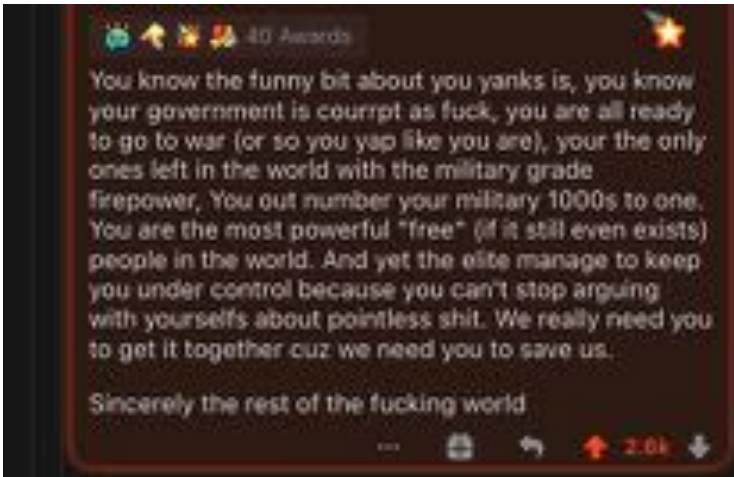 40 Awards
You know the funny bit about you yanks is, you know
your government is courrpt as fuck, you are all ready
to go to war (or so you yap like you are), your the only
ones left in the world with the military grade
firepower, You out number your military 1000s to one.
You are the most powerful "free" (if it still even exists)
people in the world. And yet the elite manage to keep
you under control because you can't stop arguing
with yourselfs about pointless shit. We really need you
to get it together cuz we need you to save us.
Sincerely the rest of the fucking world
2.6k